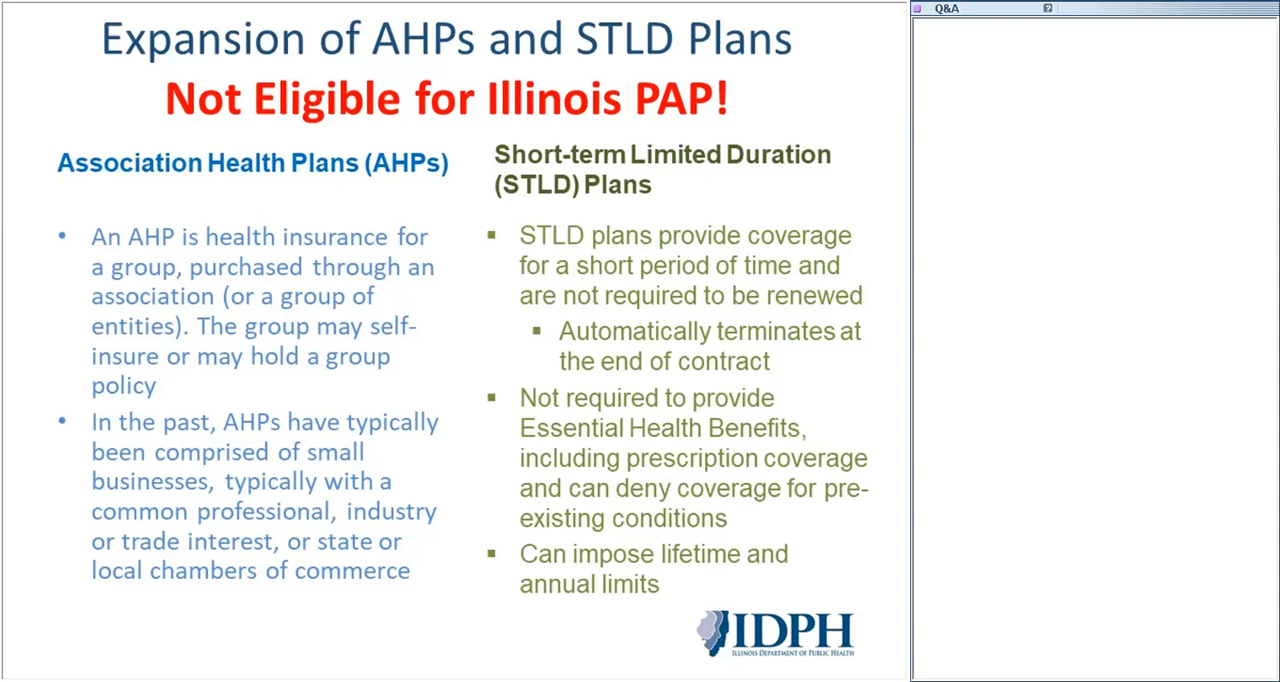 Expansion of AHPs and STLD Plans
Not Eligible for Illinois PAP!
Association Health Plans (AHPs)
• An AHP is health insurance for
a group, purchased through an
association (or a group of
entities). The group may self-
insure or may hold a group
policy
• In the past, AHPs have typically
been comprised of small
businesses, typically with a
common professional, industry
or trade interest, or state or
local chambers of commerce
Short-term Limited Duration
(STLD) Plans
▪ STLD plans provide coverage
for a short period of time and
are not required to be renewed
▪ Automatically terminates at
the end of contract
▪ Not required to provide
Essential Health Benefits,
including prescription coverage
and can deny coverage for pre-
existing conditions
▪ Can impose lifetime and
annual limits
IDPH
ILLINOIS DEPARTMENT OF PUBLIC HEALTH
Q&A
?